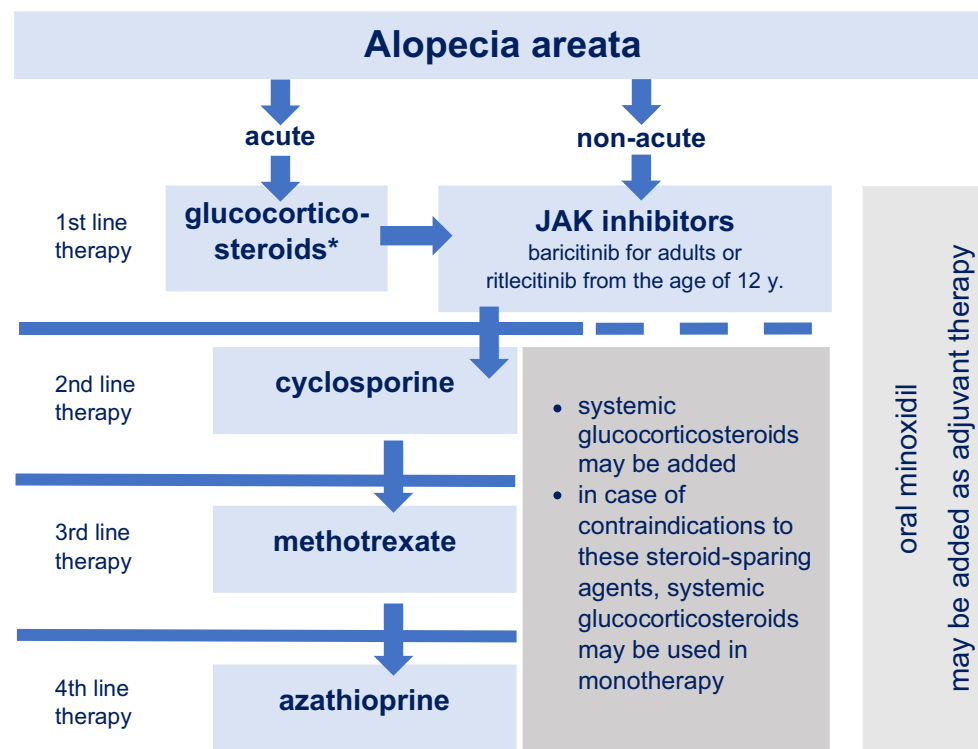 Alopecia areata
acute
non-acute
1st line
therapy
glucocortico-
steroids*
JAK inhibitors
baricitinib for adults or
ritlecitinib from the age of 12 y.
2nd line
therapy
cyclosporine
3rd line
therapy
methotrexate
4th line
therapy
azathioprine
• systemic
glucocorticosteroids
may be added
• in case of
contraindications to
these steroid-sparing
agents, systemic
glucocorticosteroids
may be used in
monotherapy
oral minoxidil
may be added as adjuvant therapy